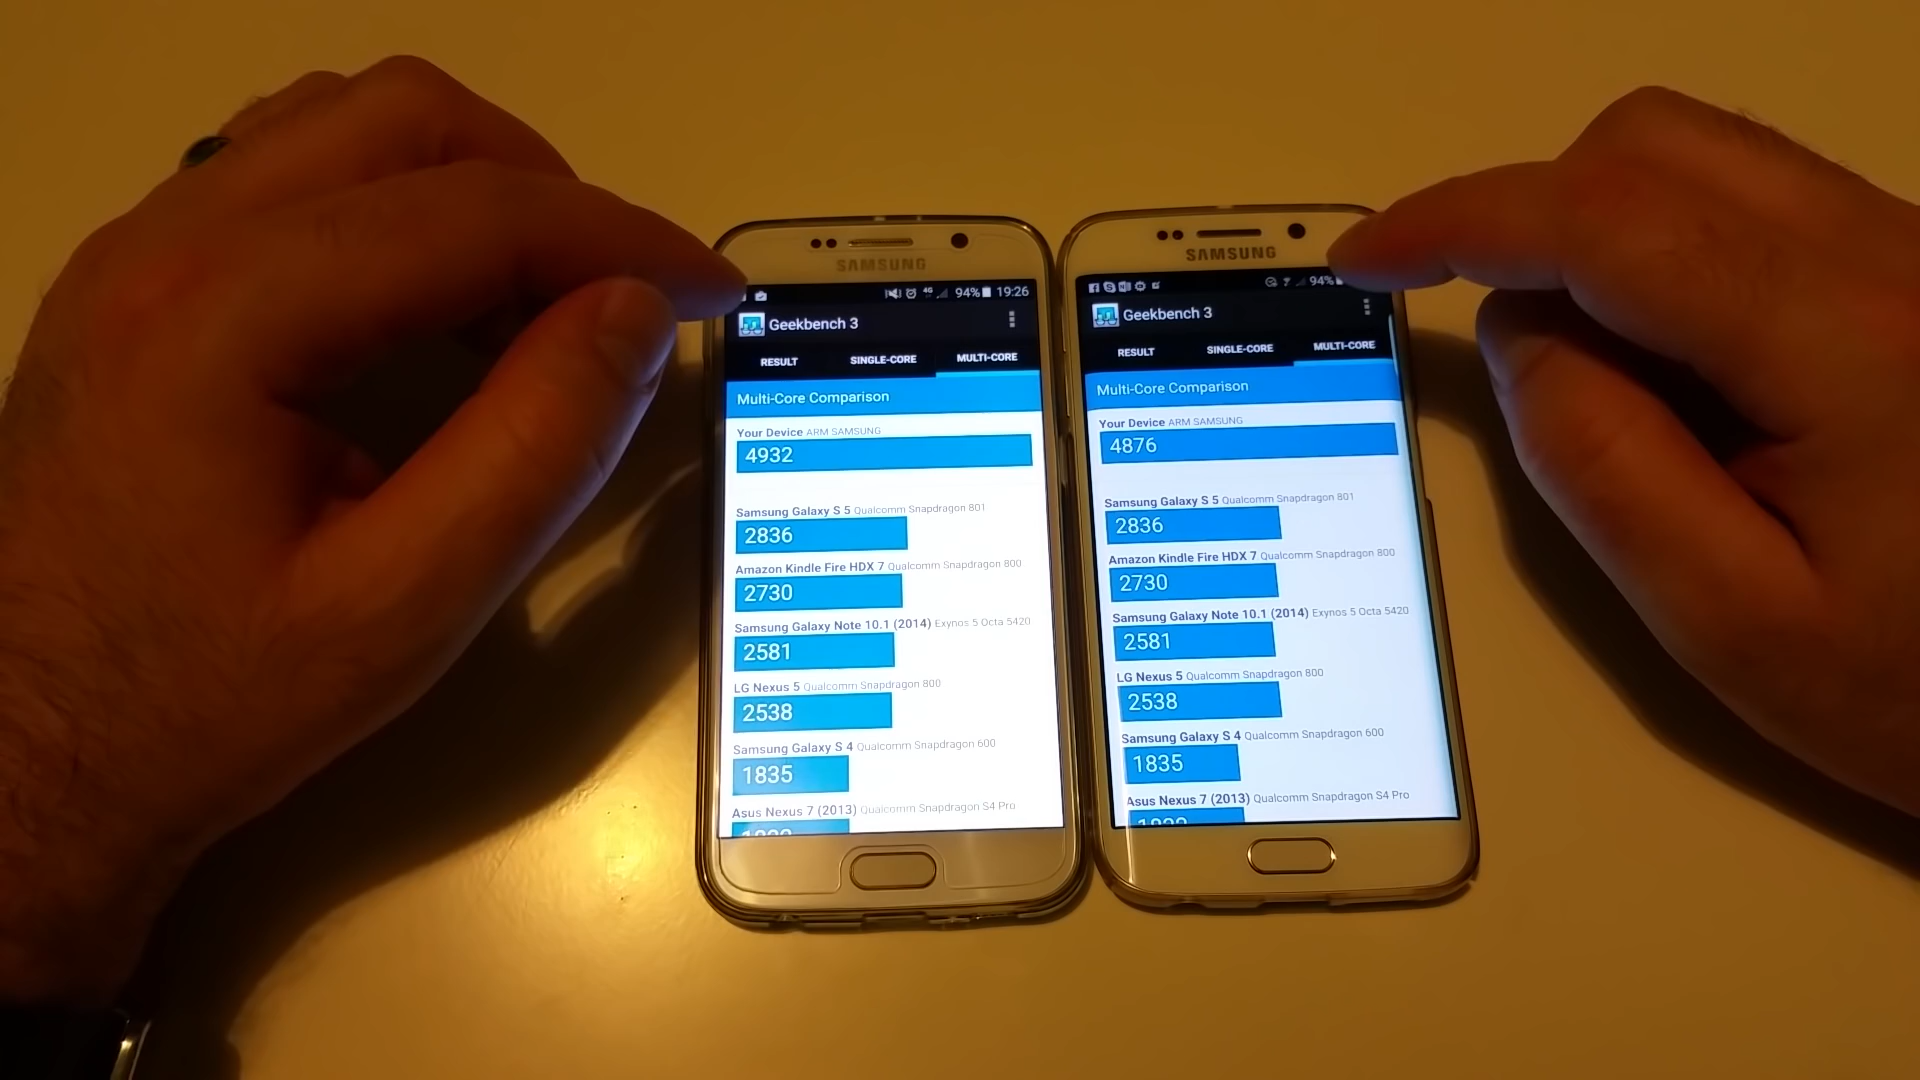 SAMSUNG
4G 94% 19:26
Geekbench 3
RESULT SINGLE-CORE MULTI-CORE
Multi-Core Comparison
Your Device ARM SAMSUNG
4932
Samsung Galaxy S 5 Qualcomm Snapdragon 801
2836
Amazon Kindle Fire HDX 7 Qualcomm Snapdragon 800
2730
Samsung Galaxy Note 10.1 (2014) Exynos 5 Octa 5420
2581
LG Nexus 5 Qualcomm Snapdragon 800
2538
Samsung Galaxy S 4 Qualcomm Snapdragon 600
1835
Asus Nexus 7 (2013) Qualcomm Snapdragon S4 Pro
SAMSUNG
94%
Geekbench 3
RESULT SINGLE-CORE MULTI-CORE
Multi-Core Comparison
Your Device ARM SAMSUNG
4876
Samsung Galaxy S 5 Qualcomm Snapdragon 801
2836
Amazon Kindle Fire HDX 7 Qualcomm Snapdragon 800
2730
Samsung Galaxy Note 10.1 (2014) Exynos 5 Octa 5420
2581
LG Nexus 5 Qualcomm Snapdragon 800
2538
Samsung Galaxy S 4 Qualcomm Snapdragon 600
1835
Asus Nexus 7 (2013) Qualcomm Snapdragon S4 Pro